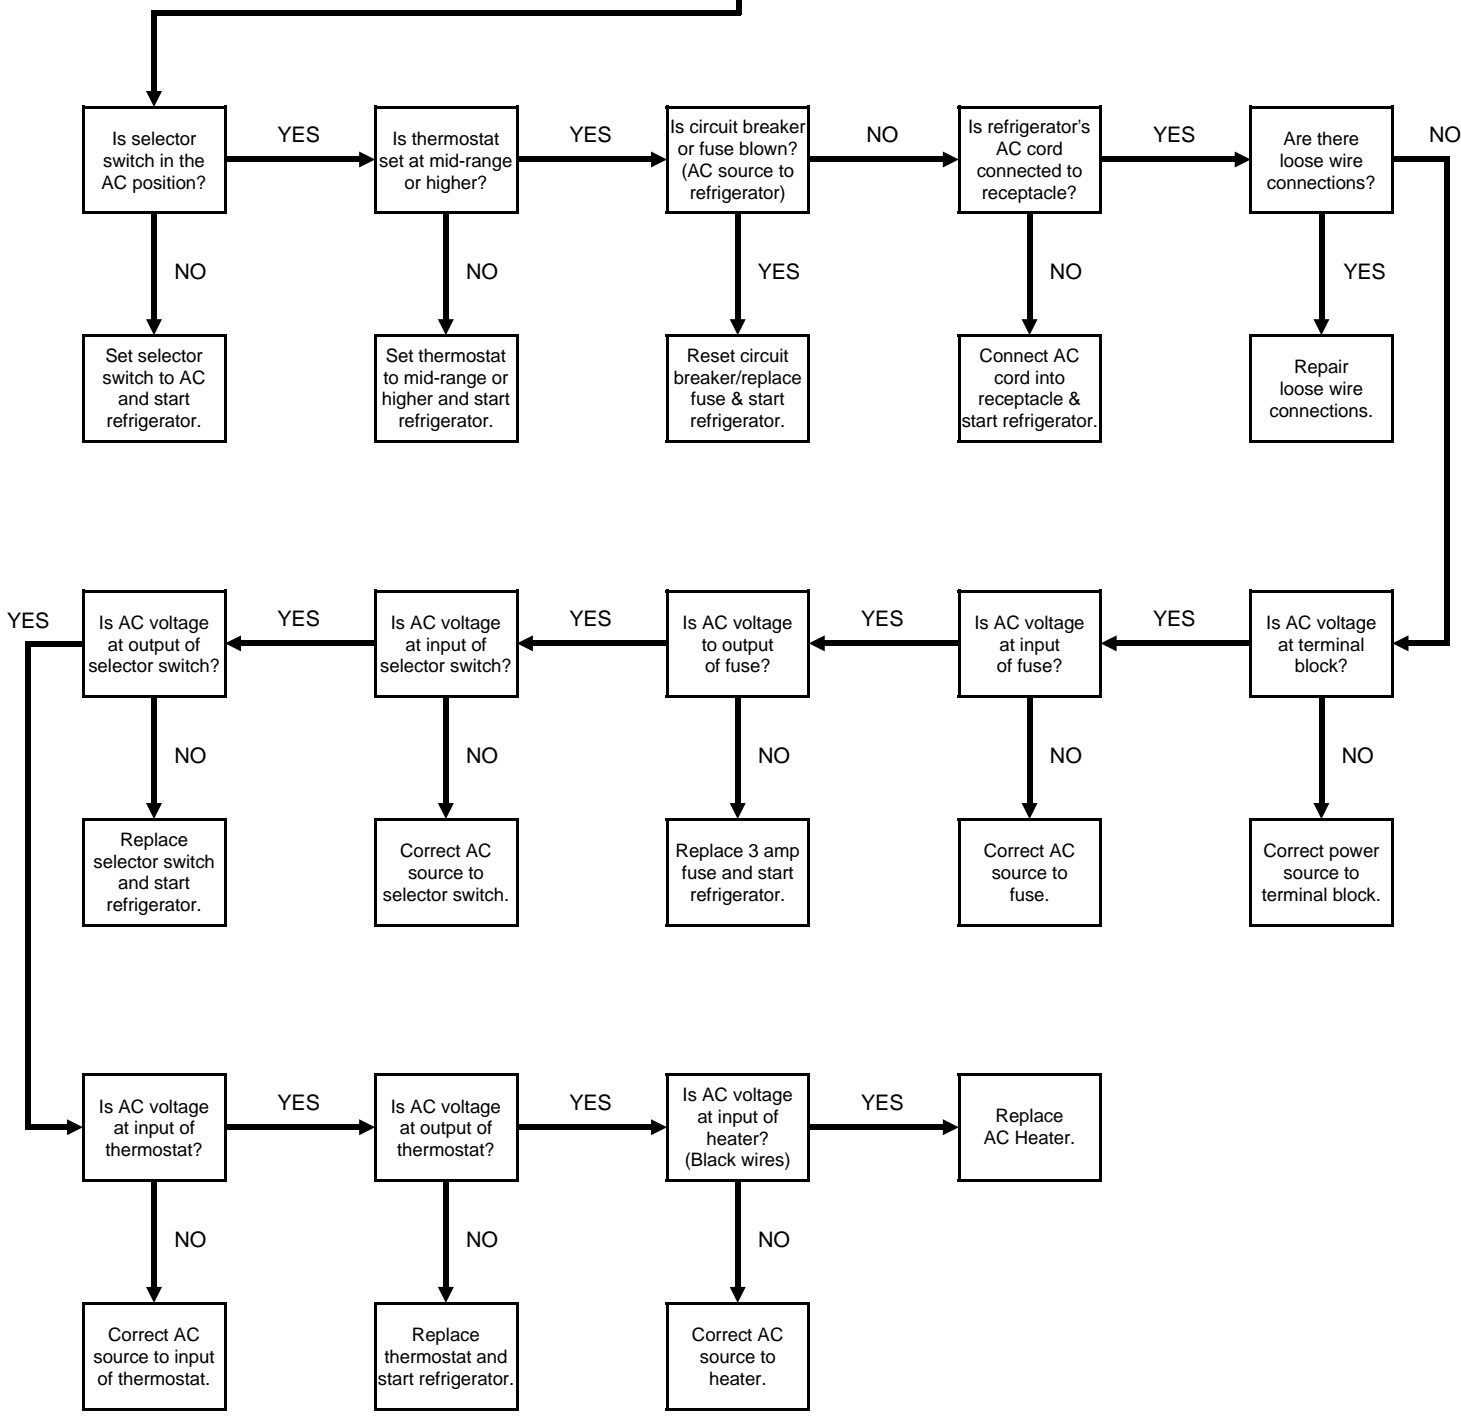 Is selector
switch in the
AC position?
YES
Is thermostat
set at mid-range
or higher?
YES
Is circuit breaker
or fuse blown?
(AC source to
refrigerator)
NO
Is refrigerator's
AC cord
connected to
receptacle?
YES
Are there
loose wire
connections?
NO
NO
NO
YES
NO
YES
Set selector
switch to AC
and start
refrigerator.
Set thermostat
to mid-range or
higher and start
refrigerator.
Reset circuit
breaker/replace
fuse & start
refrigerator.
Connect AC
cord into
receptacle &
start refrigerator.
Repair
loose wire
connections.
YES
Is AC voltage
at output of
selector switch?
YES
Is AC voltage
at input of
selector switch?
YES
Is AC voltage
to output
of fuse?
YES
Is AC voltage
at input
of fuse?
YES
Is AC voltage
at terminal
block?
NO
NO
NO
NO
NO
Replace
selector switch
and start
refrigerator.
Correct AC
source to
selector switch.
Replace 3 amp
fuse and start
refrigerator.
Correct AC
source to
fuse.
Correct power
source to
terminal block.
Is AC voltage
at input of
thermostat?
YES
Is AC voltage
at output of
thermostat?
YES
Is AC voltage
at input of
heater?
(Black wires)
YES
Replace
AC Heater.
NO
NO
NO
Correct AC
source to input
of thermostat.
Replace
thermostat and
start refrigerator.
Correct AC
source to
heater.